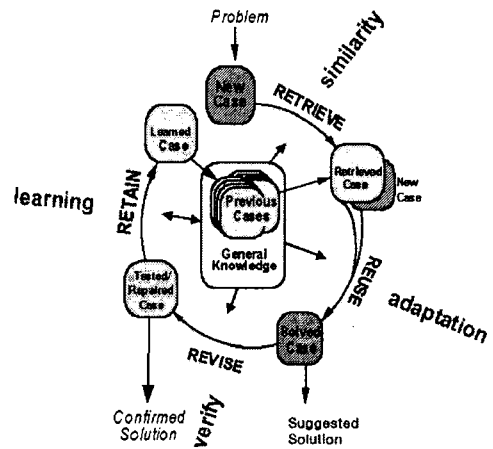 Problem
similarity
New
Case
RETRIEVE
Learned
Case
Retrieved
Case
New
Case
learning
RETAIN
Previous
Cases
General
Knowledge
REUSE
adaptation
Tested/
Repaired
Case
Solved
Case
REVISE
verify
Confirmed
Solution
Suggested
Solution